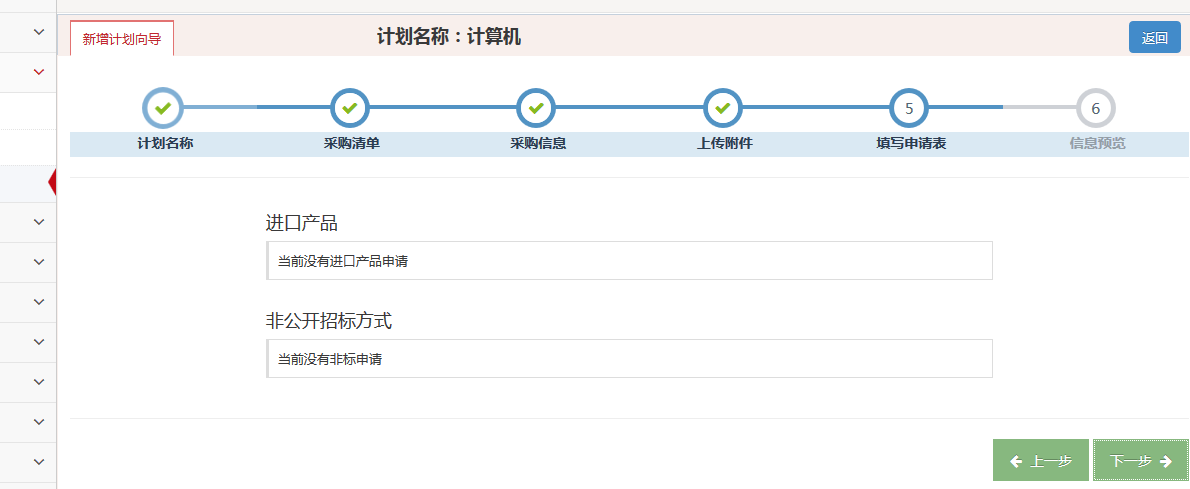 新增计划向导
计划名称：计算机
返回
5
6
计划名称
采购清单
采购信息
上传附件
填写申请表
信息预览
进口产品
当前没有进口产品申请
非公开招标方式
当前没有非标申请
上一步
下一步